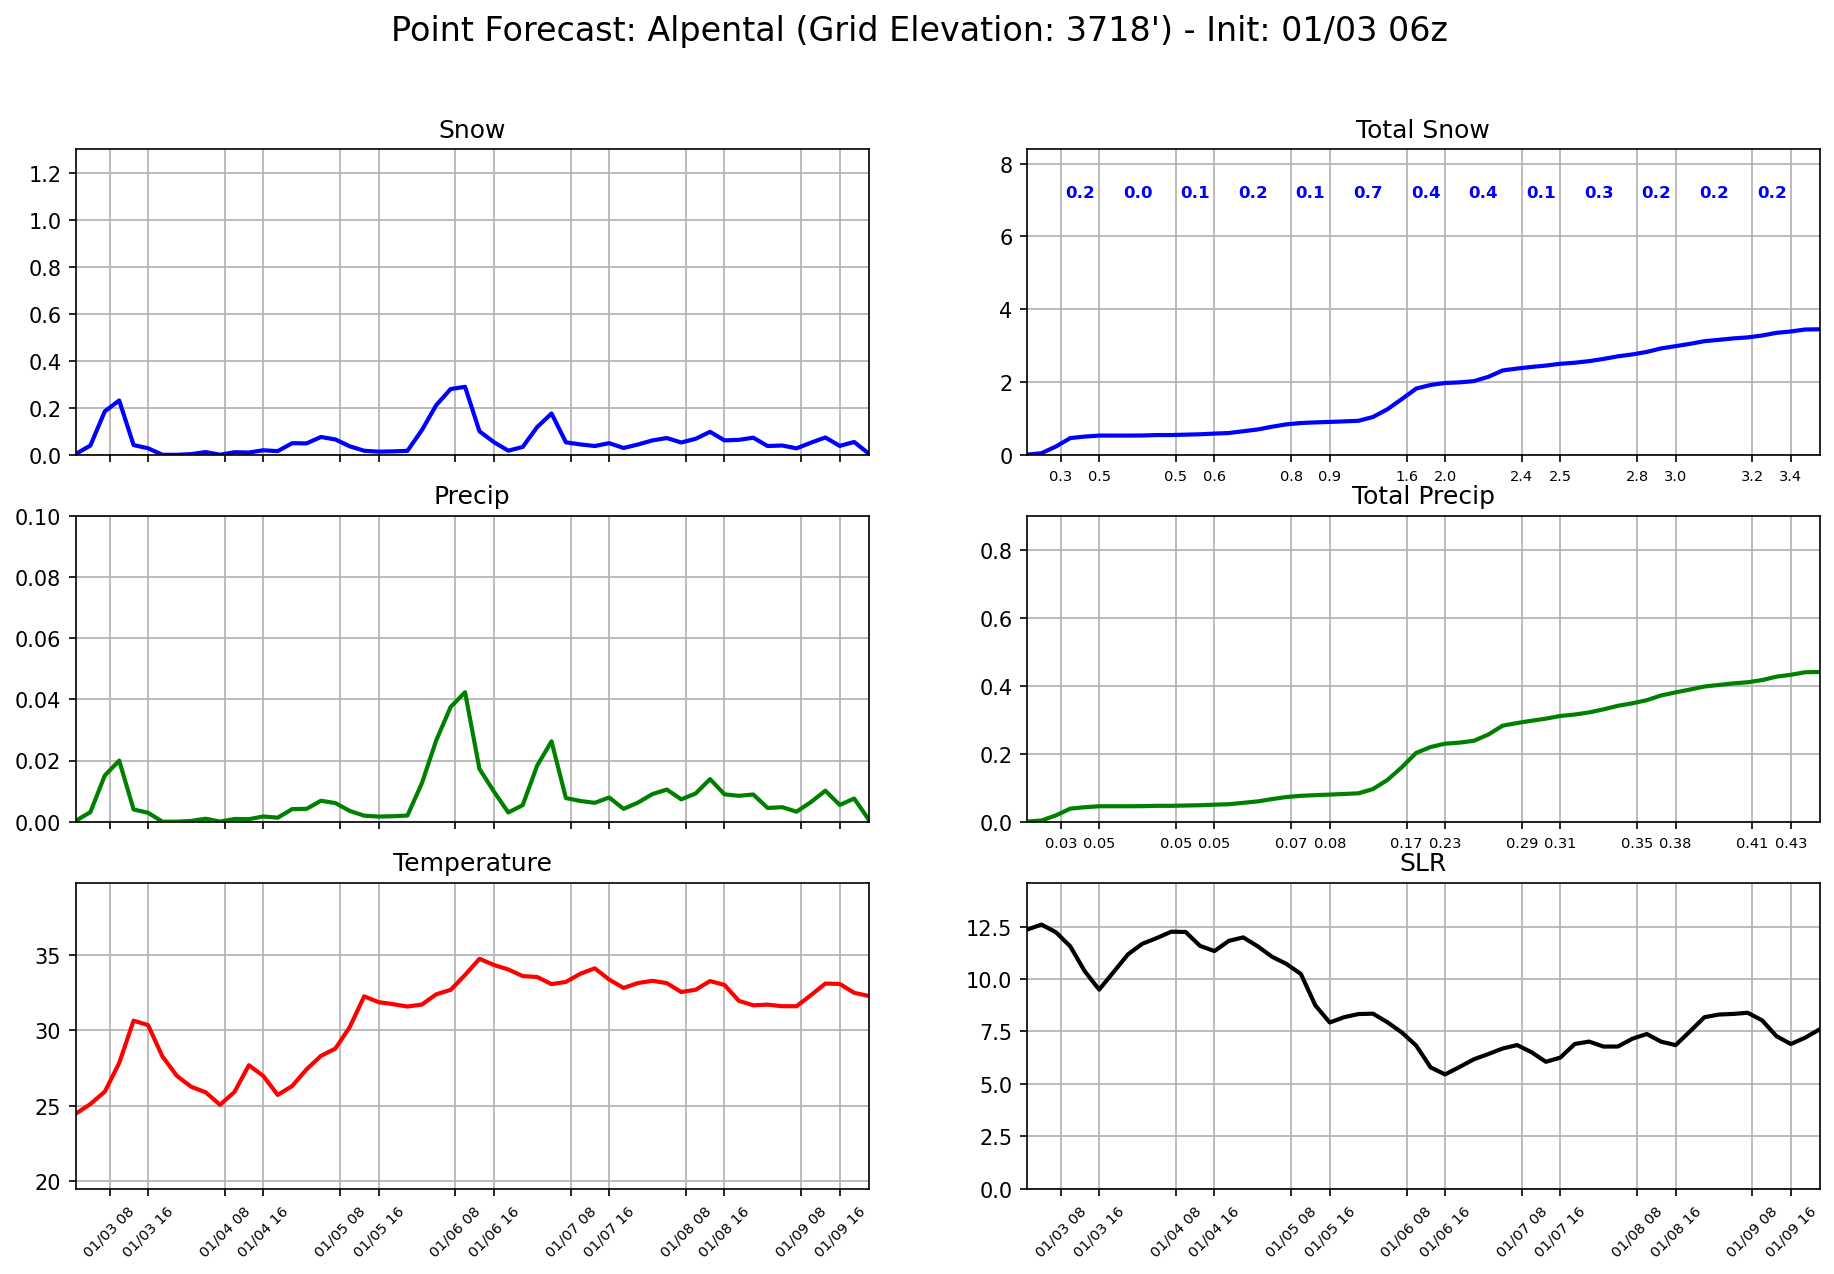 Point Forecast: Alpental (Grid Elevation: 3718') - Init: 01/03 06z
Snow
1.2
1.0
0.8
0.6
0.4
0.2
0.0
Total Snow
8
6
4
2
0
0.2 0.0 0.1 0.2 0.1 0.7 0.4 0.4 0.1 0.3 0.2 0.2 0.2
0.3 0.5 0.5 0.6 0.8 0.9 1.6 2.0 2.4 2.5 2.8 3.0 3.2 3.4
Precip
0.10
0.08
0.06
0.04
0.02
0.00
Total Precip
0.8
0.6
0.4
0.2
0.0
0.03 0.05 0.05 0.05 0.07 0.08 0.17 0.23 0.29 0.31 0.35 0.38 0.41 0.43
Temperature
35
30
25
20
01/03 08 01/03 16 01/04 08 01/04 16 01/05 08 01/05 16 01/06 08 01/06 16 01/07 08 01/07 16 01/08 08 01/08 16 01/09 08 01/09 16
SLR
12.5
10.0
7.5
5.0
2.5
0.0
01/03 08 01/03 16 01/04 08 01/04 16 01/05 08 01/05 16 01/06 08 01/06 16 01/07 08 01/07 16 01/08 08 01/08 16 01/09 08 01/09 16